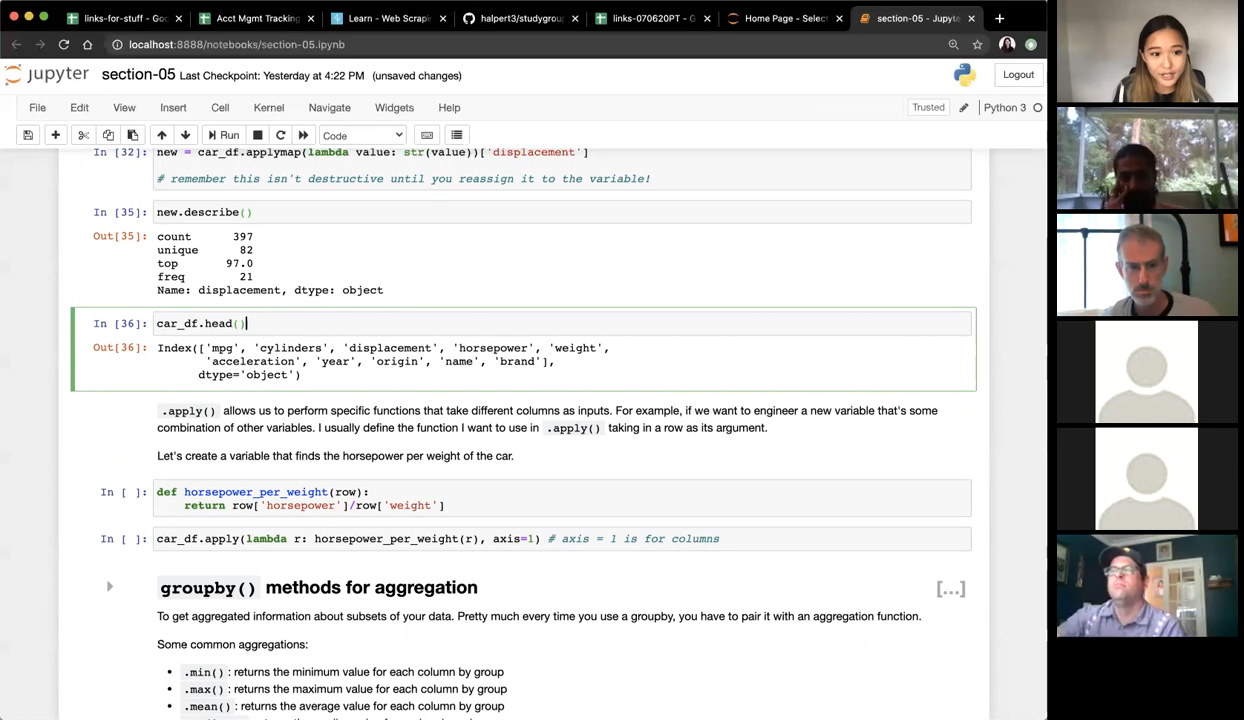 links-for-stuff - Goo
Acct Mgmt Tracking
Learn - Web Scrapin
halpert3/studygroup
links-070620PT - G
Home Page - Select
section-05 - Jupyte
localhost:8888/notebooks/section-05.ipynb
jupyter section-05 Last Checkpoint: Yesterday at 4:22 PM (unsaved changes)
Logout
File Edit View Insert Cell Kernel Navigate Widgets Help
Trusted Python 3
Run Code
In [32]: new = car_df.applymap(lambda value: str(value))['displacement']
# remember this isn't destructive until you reassign it to the variable!
In [35]: new.describe()
Out[35]: count 397
unique 82
top 97.0
freq 21
Name: displacement, dtype: object
In [36]: car_df.head()
Out[36]: Index(['mpg', 'cylinders', 'displacement', 'horsepower', 'weight',
'acceleration', 'year', 'origin', 'name', 'brand'],
dtype='object')
.apply() allows us to perform specific functions that take different columns as inputs. For example, if we want to engineer a new variable that's some
combination of other variables. I usually define the function I want to use in .apply() taking in a row as its argument.
Let's create a variable that finds the horsepower per weight of the car.
In [ ]: def horsepower_per_weight(row):
return row['horsepower']/row['weight']
In [ ]: car_df.apply(lambda r: horsepower_per_weight(r), axis=1) # axis = 1 is for columns
groupby() methods for aggregation
[...]
To get aggregated information about subsets of your data. Pretty much every time you use a groupby, you have to pair it with an aggregation function.
Some common aggregations:
• .min() : returns the minimum value for each column by group
• .max() : returns the maximum value for each column by group
• .mean() : returns the average value for each column by group